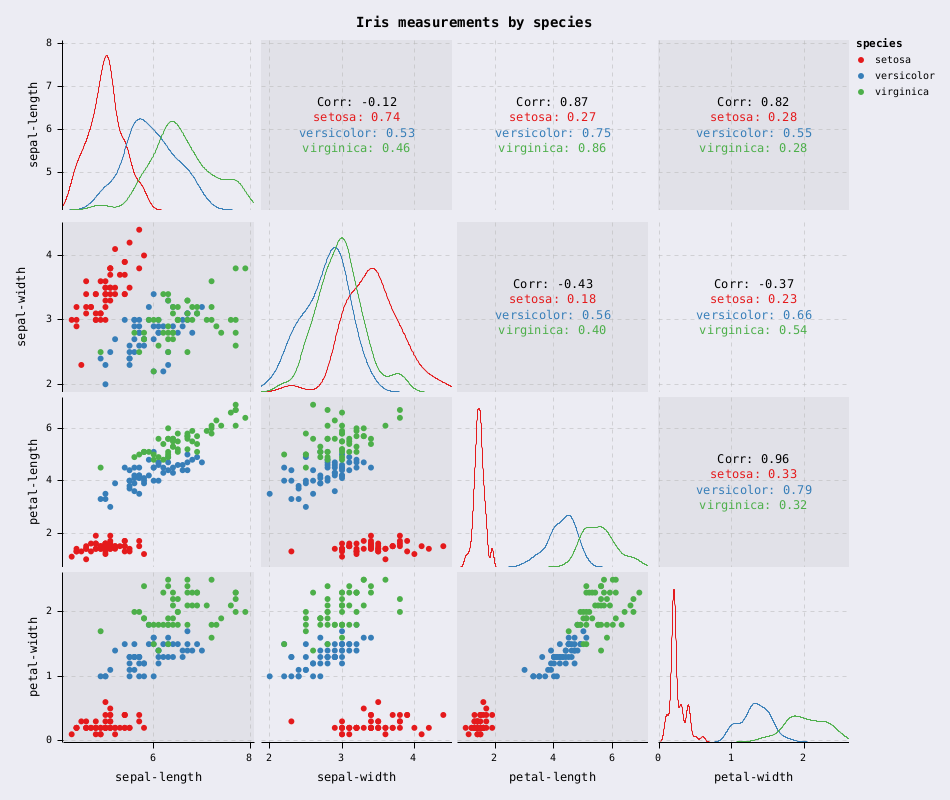 Iris measurements by species
species
setosa
versicolor
virginica
sepal-length
8
7
6
5
Corr: -0.12
setosa: 0.74
versicolor: 0.53
virginica: 0.46
Corr: 0.87
setosa: 0.27
versicolor: 0.75
virginica: 0.86
Corr: 0.82
setosa: 0.28
versicolor: 0.55
virginica: 0.28
sepal-width
4
3
2
Corr: -0.43
setosa: 0.18
versicolor: 0.56
virginica: 0.40
Corr: -0.37
setosa: 0.23
versicolor: 0.66
virginica: 0.54
petal-length
6
4
2
Corr: 0.96
setosa: 0.33
versicolor: 0.79
virginica: 0.32
petal-width
2
1
0
6 8
2 3 4
2 4 6
0 1 2
sepal-length
sepal-width
petal-length
petal-width